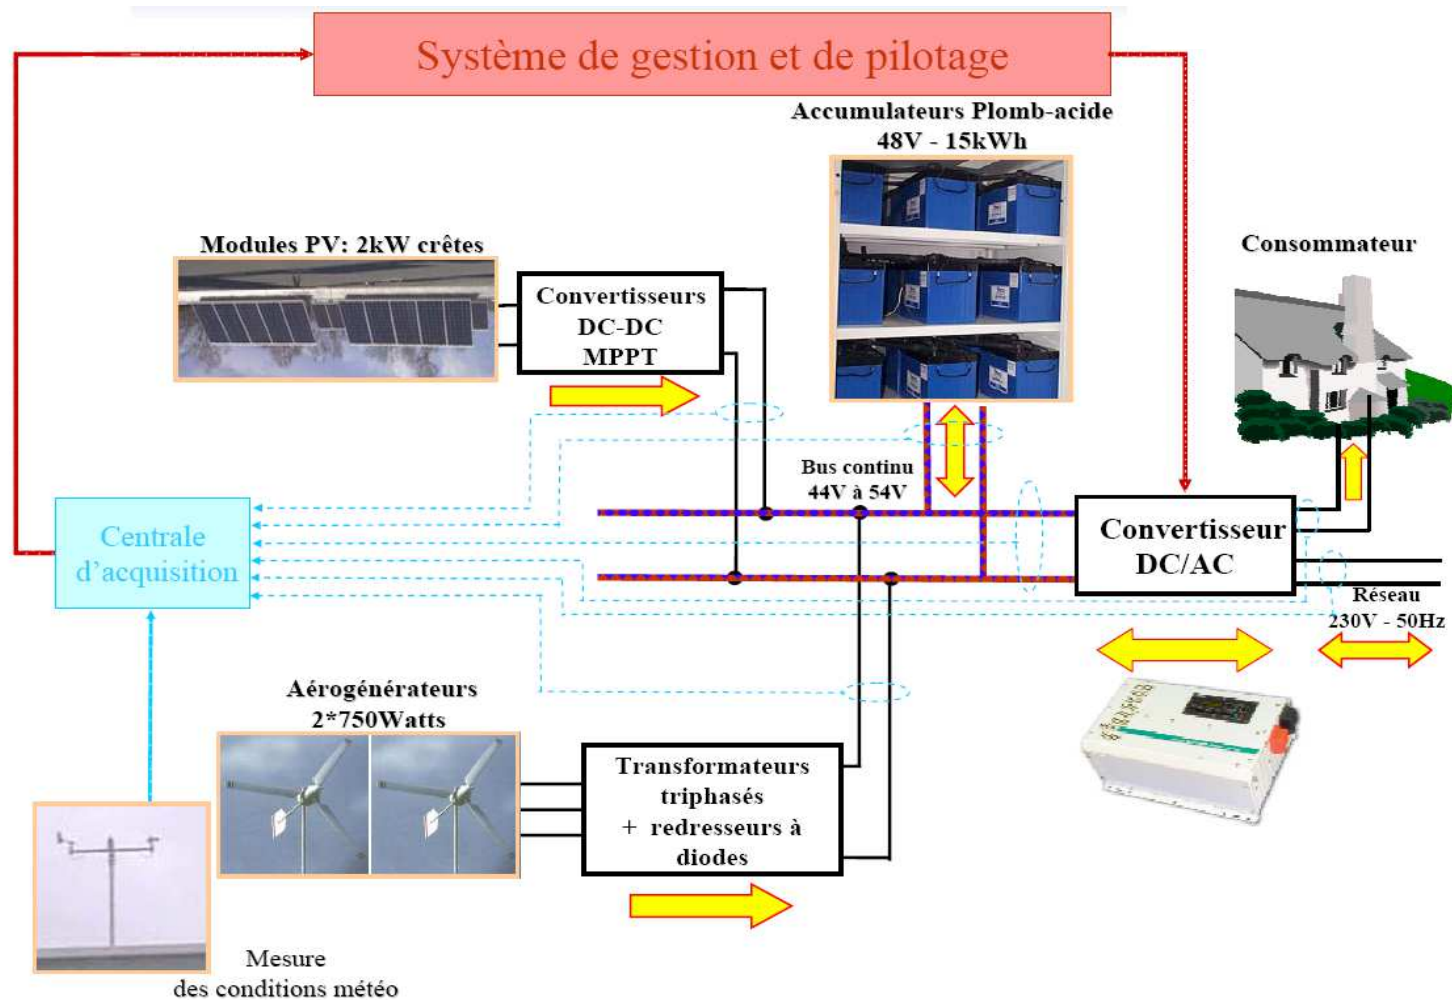 Système de gestion et de pilotage
Accumulateurs Plomb-acide
48V - 15kWh
Modules PV: 2kW crêtes
Consommateur
Convertisseurs
DC-DC
MPPT
Bus continu
44V à 54V
Centrale
d'acquisition
Convertisseur
DC/AC
Réseau
230V - 50Hz
Aérogénérateurs
2*750Watts
Transformateurs
triphasés
+ redresseurs à
diodes
Mesure
des conditions météo